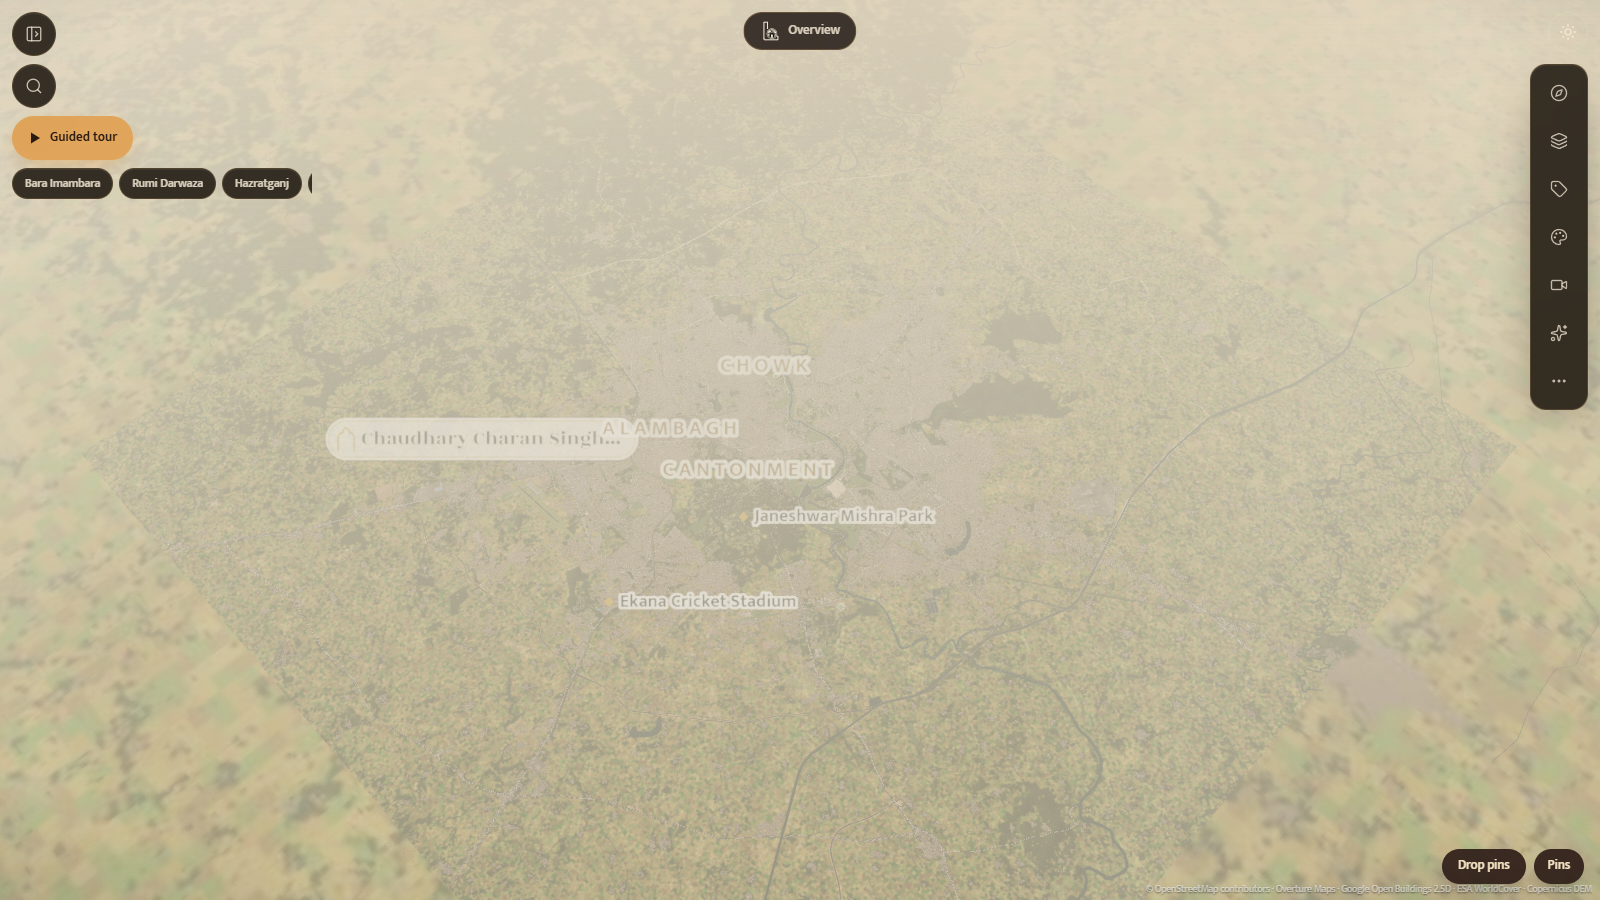 Overview
Guided tour
Bara Imambara
Rumi Darwaza
Hazratganj
CHOWK
ALAMBAGH
Chaudhary Charan Singh...
CANTONMENT
Janeshwar Mishra Park
Ekana Cricket Stadium
Drop pins
Pins
© OpenStreetMap contributors · Overture Maps · Google Open Buildings 2.5D · ESA WorldCover · Copernicus DEM